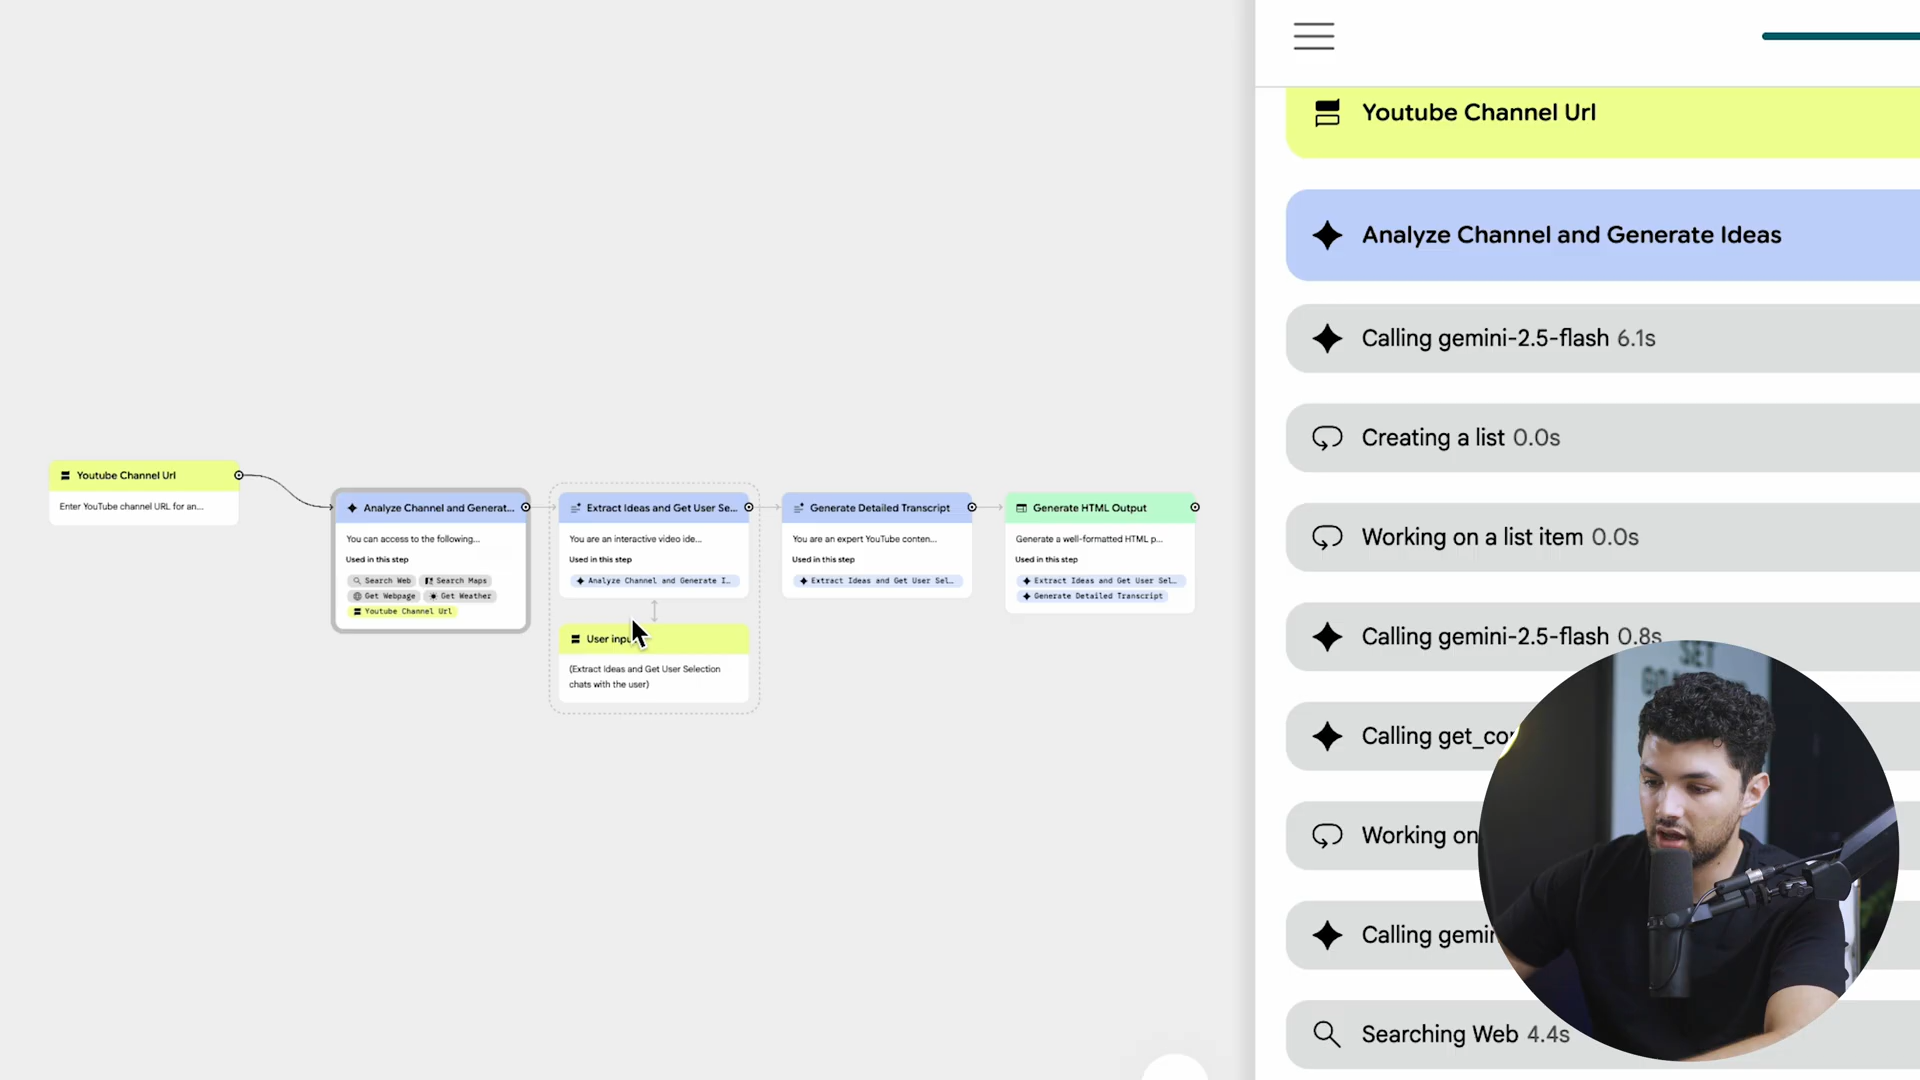 Youtube Channel Url
Enter YouTube channel URL for an...
Analyze Channel and Generat...
You can access to the following...
Used in this step
Search Web
Search Maps
Get Webpage
Get Weather
Youtube Channel Url
Extract Ideas and Get User Se...
You are an interactive video ide...
Used in this step
Analyze Channel and Generate I...
User inpu
(Extract Ideas and Get User Selection
chats with the user)
Generate Detailed Transcript
You are an expert YouTube conten...
Used in this step
Extract Ideas and Get User Sel...
Generate HTML Output
Generate a well-formatted HTML p...
Used in this step
Extract Ideas and Get User Sel...
Generate Detailed Transcript
Youtube Channel Url
Analyze Channel and Generate Ideas
Calling gemini-2.5-flash 6.1s
Creating a list 0.0s
Working on a list item 0.0s
Calling gemini-2.5-flash 0.8s
Calling get_co
Working on
Calling gemi
Searching Web 4.4s
SET